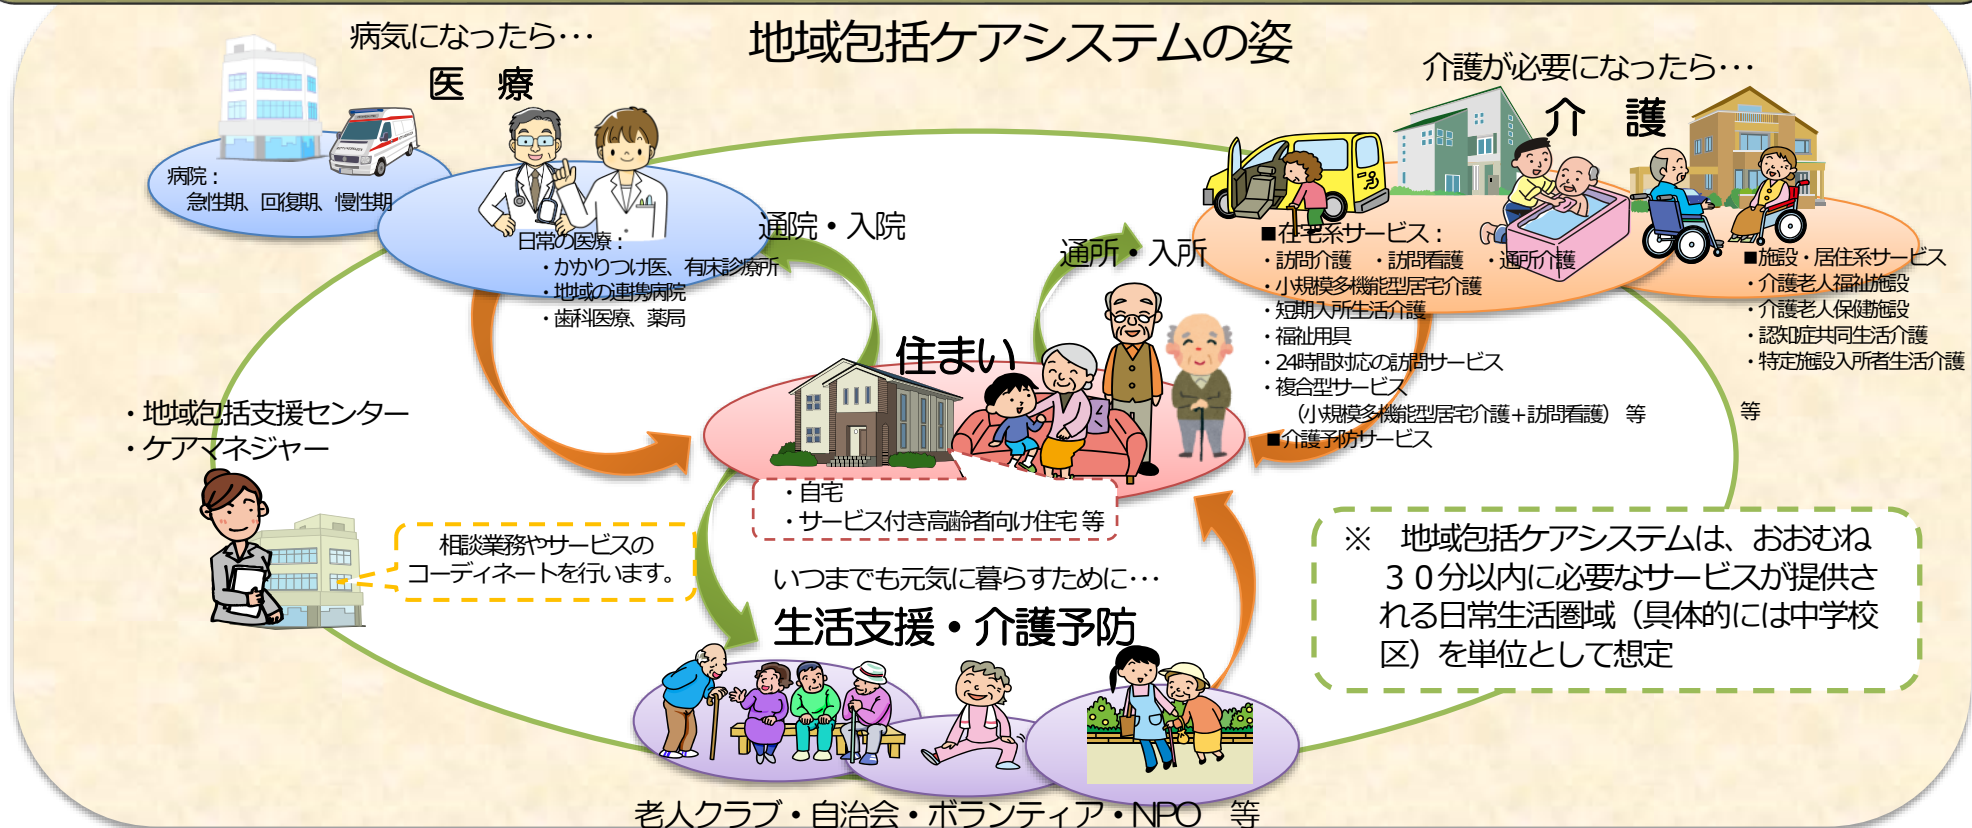 地域包括ケアシステムの姿
病気になったら･･･
医 療
病院：
急性期、回復期、慢性期
日常の医療：
・かかりつけ医、有床診療所
・地域の連携病院
・歯科医療、薬局
通院・入院
通所・入所
介護が必要になったら･･･
介 護
■在宅系サービス：
・訪問介護 ・訪問看護 ・通所介護
・小規模多機能型居宅介護
・短期入所生活介護
・福祉用具
・24時間対応の訪問サービス
・複合型サービス
（小規模多機能型居宅介護＋訪問看護） 等
■介護予防サービス
■施設・居住系サービス
・介護老人福祉施設
・介護老人保健施設
・認知症共同生活介護
・特定施設入所者生活介護
等
住まい
・自宅
・サービス付き高齢者向け住宅 等
・地域包括支援センター
・ケアマネジャー
相談業務やサービスの
コーディネートを行います。
いつまでも元気に暮らすために･･･
生活支援・介護予防
老人クラブ・自治会・ボランティア・NPO 等
※ 地域包括ケアシステムは、おおむね
３０分以内に必要なサービスが提供さ
れる日常生活圏域（具体的には中学校
区）を単位として想定